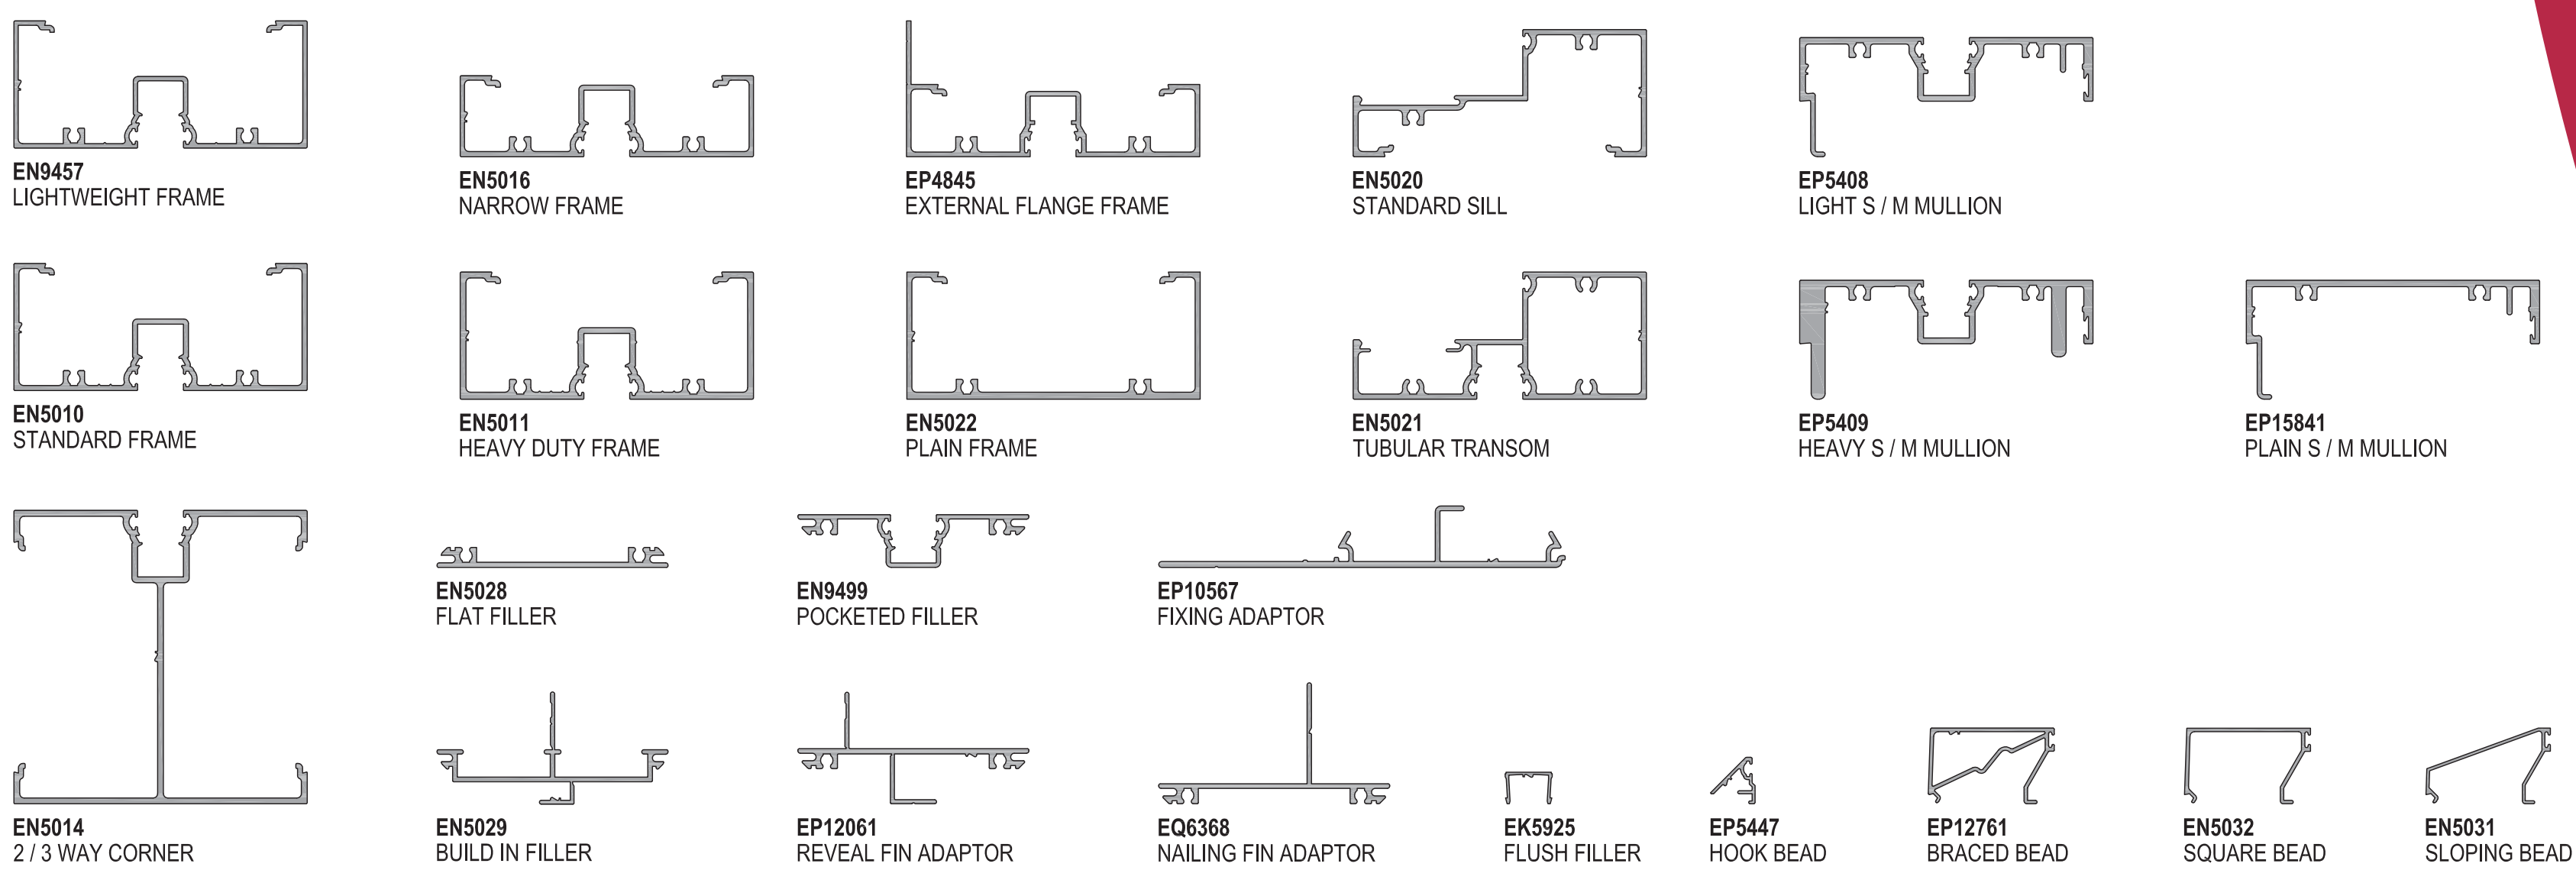 EN9457
LIGHTWEIGHT FRAME
EN5016
NARROW FRAME
EP4845
EXTERNAL FLANGE FRAME
EN5020
STANDARD SILL
EP5408
LIGHT S / M MULLION
EN5010
STANDARD FRAME
EN5011
HEAVY DUTY FRAME
EN5022
PLAIN FRAME
EN5021
TUBULAR TRANSOM
EP5409
HEAVY S / M MULLION
EP15841
PLAIN S / M MULLION
EN5014
2 / 3 WAY CORNER
EN5028
FLAT FILLER
EN9499
POCKETED FILLER
EP10567
FIXING ADAPTOR
EN5029
BUILD IN FILLER
EP12061
REVEAL FIN ADAPTOR
EQ6368
NAILING FIN ADAPTOR
EK5925
FLUSH FILLER
EP5447
HOOK BEAD
EP12761
BRACED BEAD
EN5032
SQUARE BEAD
EN5031
SLOPING BEAD